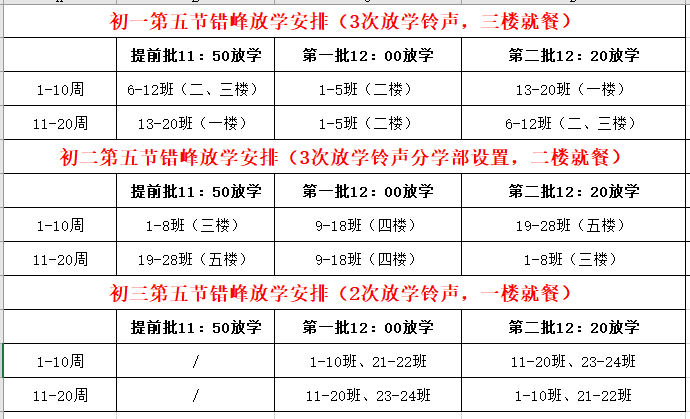 初一第五节错峰放学安排（3次放学铃声，三楼就餐）
提前批11：50放学 第一批12：00放学 第二批12：20放学
1-10周 6-12班（二、三楼） 1-5班（二楼） 13-20班（一楼）
11-20周 13-20班（一楼） 1-5班（二楼） 6-12班（二、三楼）
初二第五节错峰放学安排（3次放学铃声分学部设置，二楼就餐）
提前批11：50放学 第一批12：00放学 第二批12：20放学
1-10周 1-8班（三楼） 9-18班（四楼） 19-28班（五楼）
11-20周 19-28班（五楼） 9-18班（四楼） 1-8班（三楼）
初三第五节错峰放学安排（2次放学铃声，一楼就餐）
提前批11：50放学 第一批12：00放学 第二批12：20放学
1-10周 / 1-10班、21-22班 11-20班、23-24班
11-20周 / 11-20班、23-24班 1-10班、21-22班